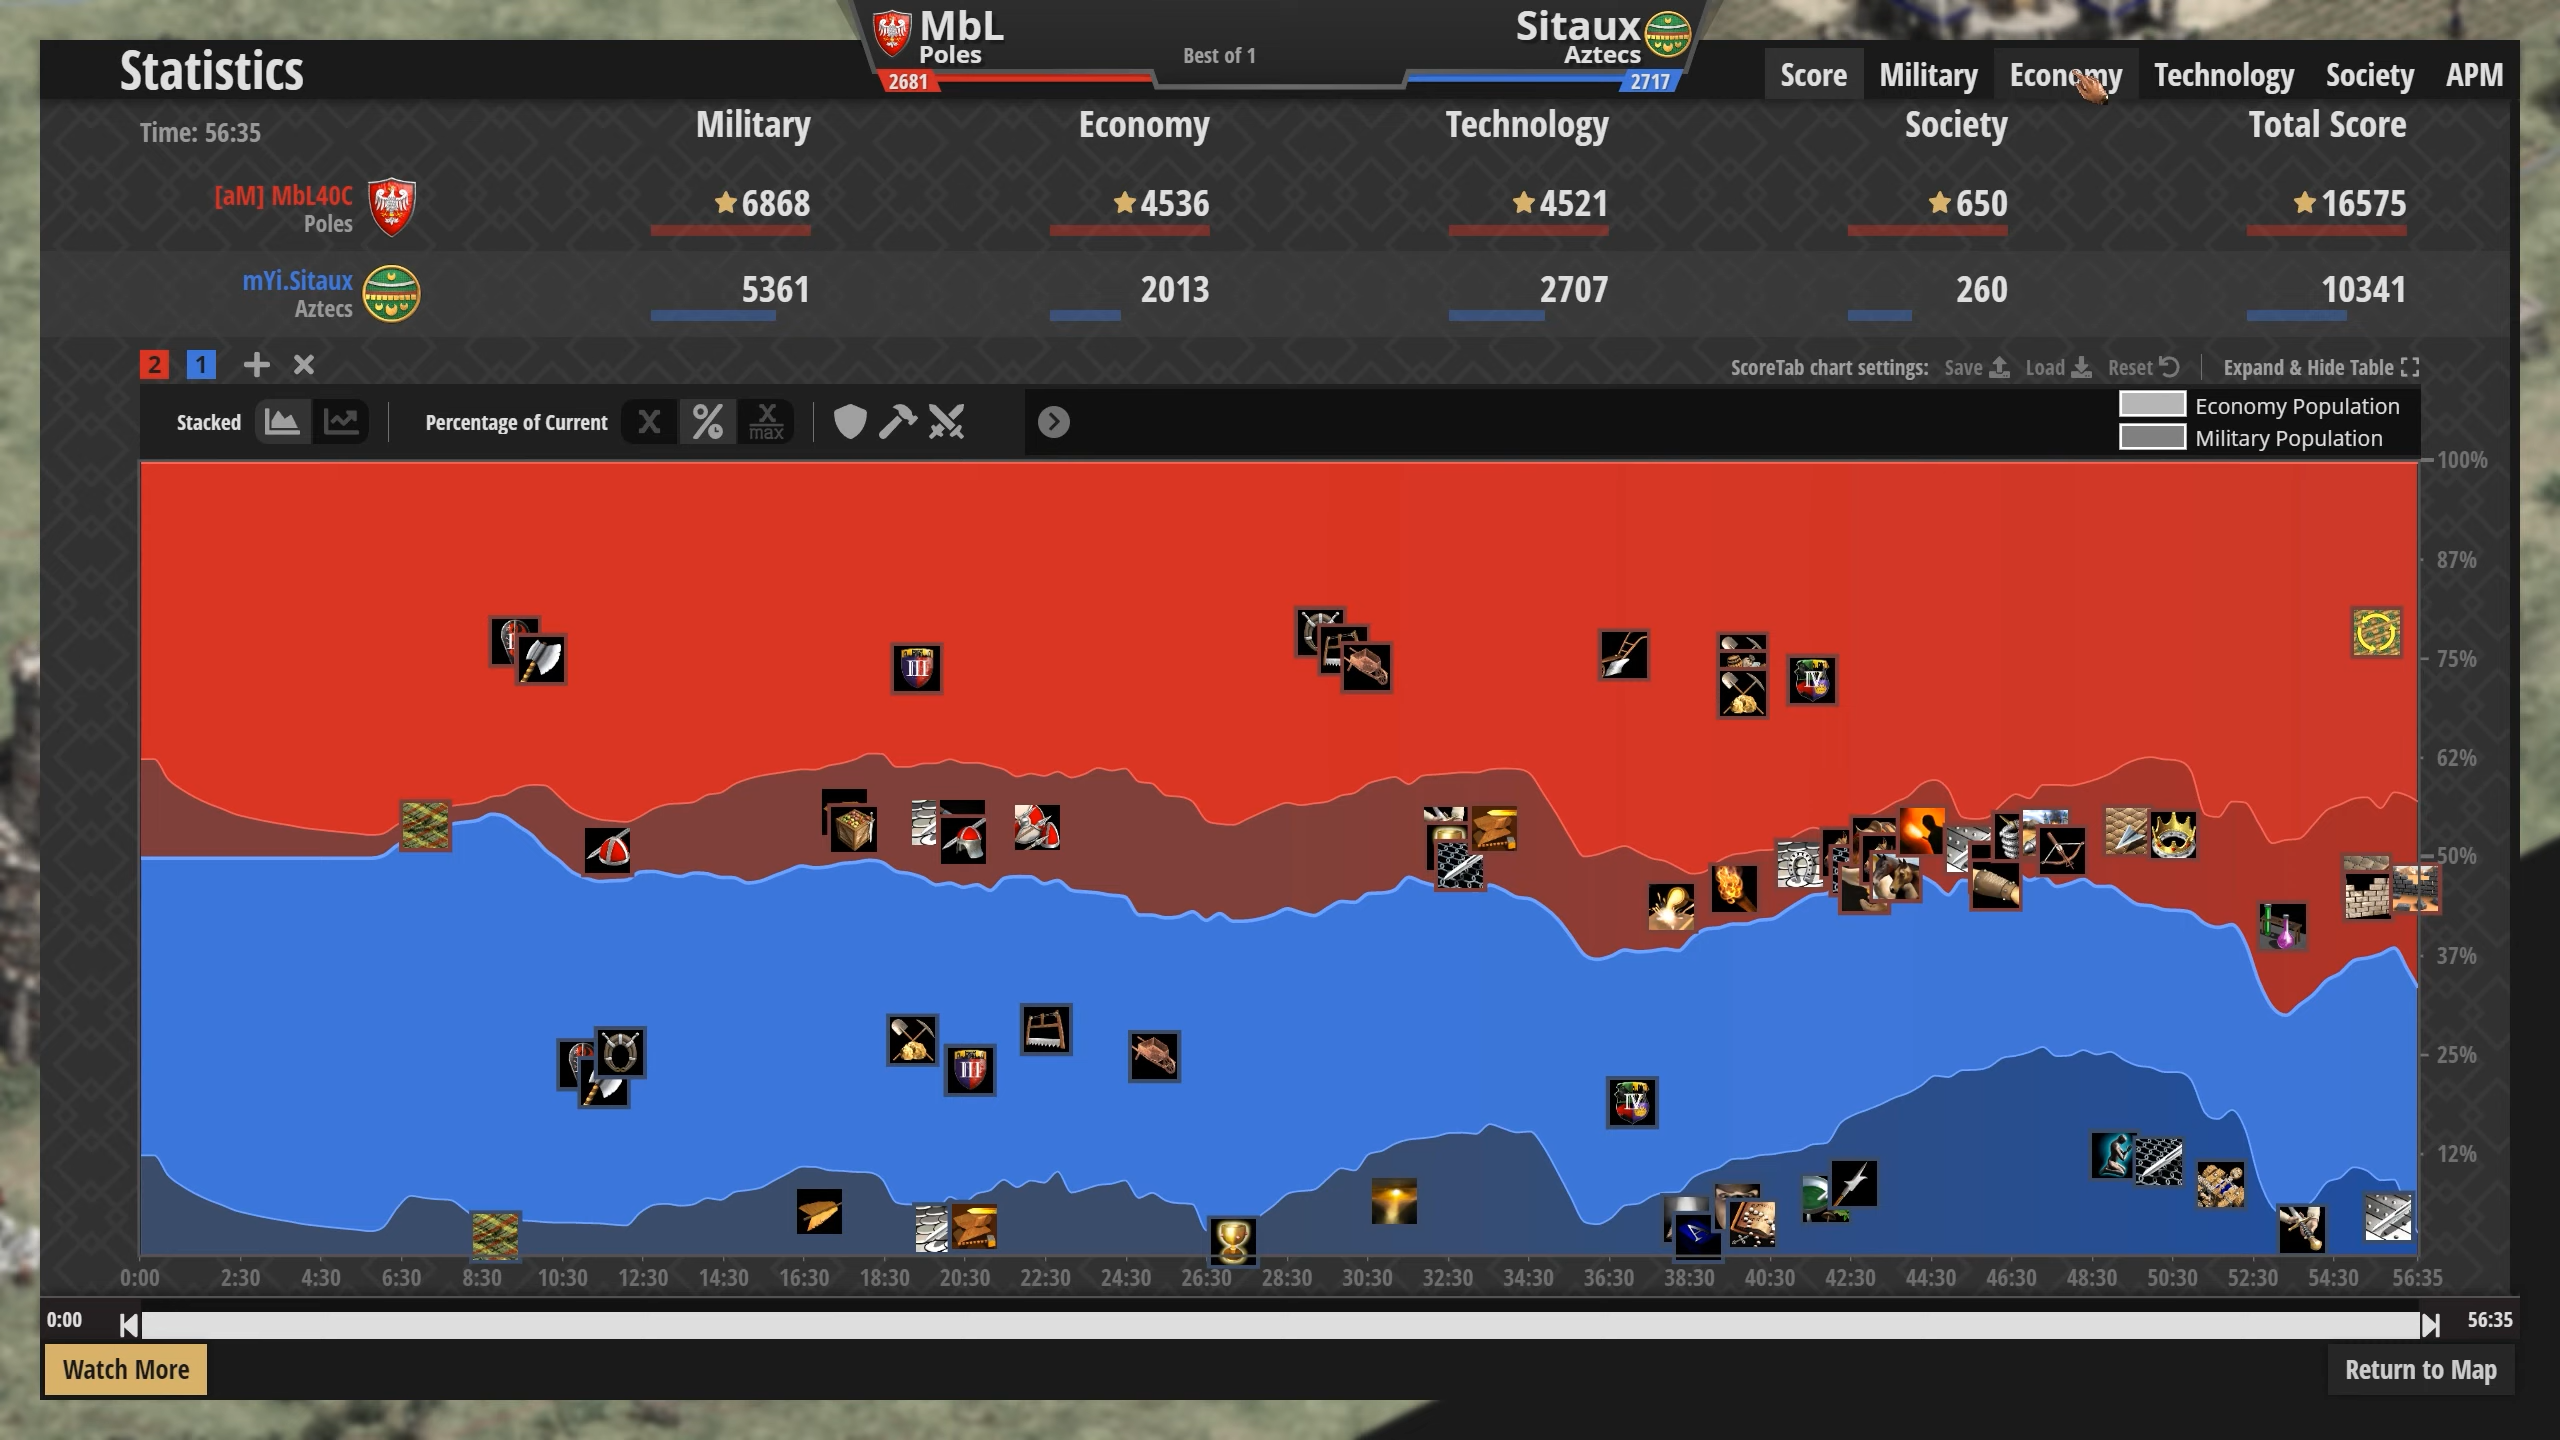 MbL
Poles
2681
Best of 1
Sitaux
Aztecs
2717
Statistics
Score Military Economy Technology Society APM
Time: 56:35
Military Economy Technology Society Total Score
[aM] MbL40C
Poles
6868 4536 4521 650 16575
mYi.Sitaux
Aztecs
5361 2013 2707 260 10341
2 1
ScoreTab chart settings: Save Load Reset Expand & Hide Table
Stacked Percentage of Current X % X max
Economy Population
Military Population
100%
87%
75%
62%
50%
37%
25%
12%
III
IV
III
IV
0:00 2:30 4:30 6:30 8:30 10:30 12:30 14:30 16:30 18:30 20:30 22:30 24:30 26:30 28:30 30:30 32:30 34:30 36:30 38:30 40:30 42:30 44:30 46:30 48:30 50:30 52:30 54:30 56:35
0:00 56:35
Watch More
Return to Map